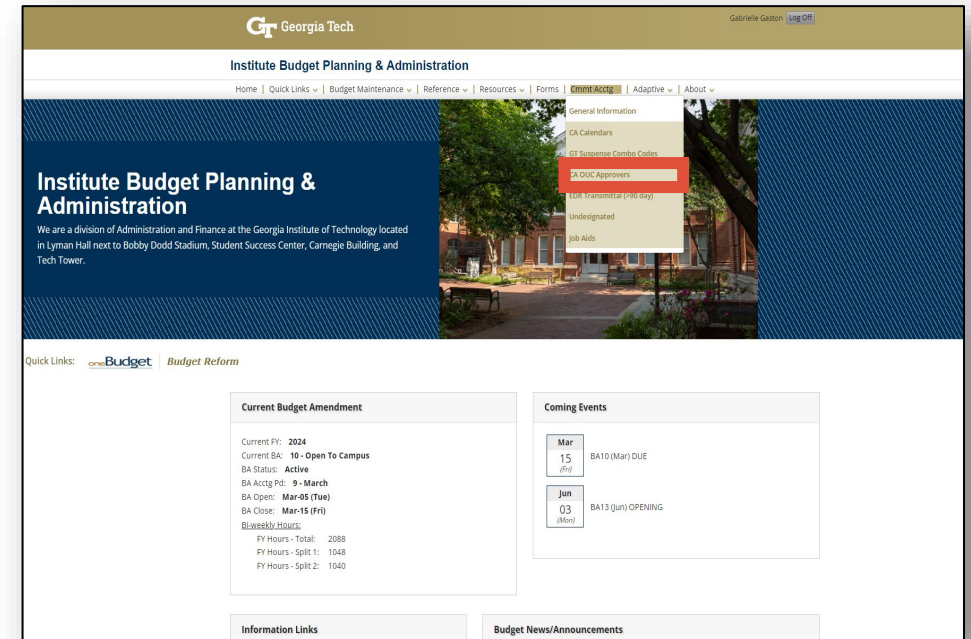 Georgia Tech
Gabrielle Gaston Log Off
Institute Budget Planning & Administration
Home | Quick Links | Budget Maintenance | Reference | Resources | Forms | Cmmt Acctg | Adaptive | About
General Information
CA Calendars
GT Suspense Combo Codes
CA OUC Approvers
EDR Transmittal (>90 day)
Undesignated
Job Aids
Institute Budget Planning &
Administration
We are a division of Administration and Finance at the Georgia Institute of Technology located
in Lyman Hall next to Bobby Dodd Stadium, Student Success Center, Carnegie Building, and
Tech Tower.
Quick Links: oneBudget Budget Reform
Current Budget Amendment
Current FY: 2024
Current BA: 10 - Open To Campus
BA Status: Active
BA Acctg Pd: 9 - March
BA Open: Mar-05 (Tue)
BA Close: Mar-15 (Fri)
Bi-weekly Hours:
FY Hours - Total: 2088
FY Hours - Split 1: 1048
FY Hours - Split 2: 1040
Coming Events
Mar
15
(Fri)
BA10 (Mar) DUE
Jun
03
(Mon)
BA13 (Jun) OPENING
Information Links
Budget News/Announcements